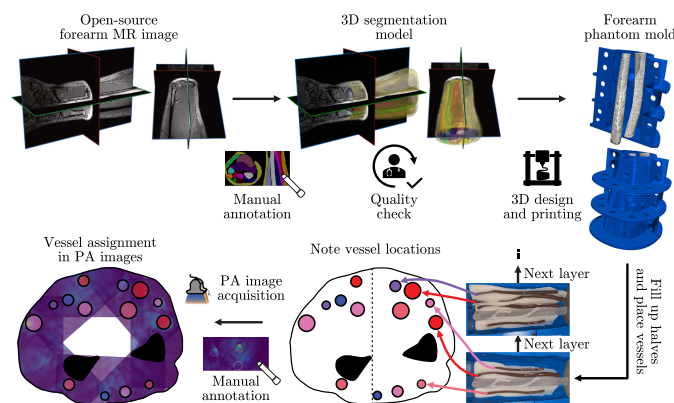 Open-source
forearm MR image
3D segmentation
model
Forearm
phantom mold
Manual
annotation
Quality
check
3D design
and printing
Vessel assignment
in PA images
PA image
acquisition
Manual
annotation
Note vessel locations
Next layer
Next layer
Fill up halves
and place vessels